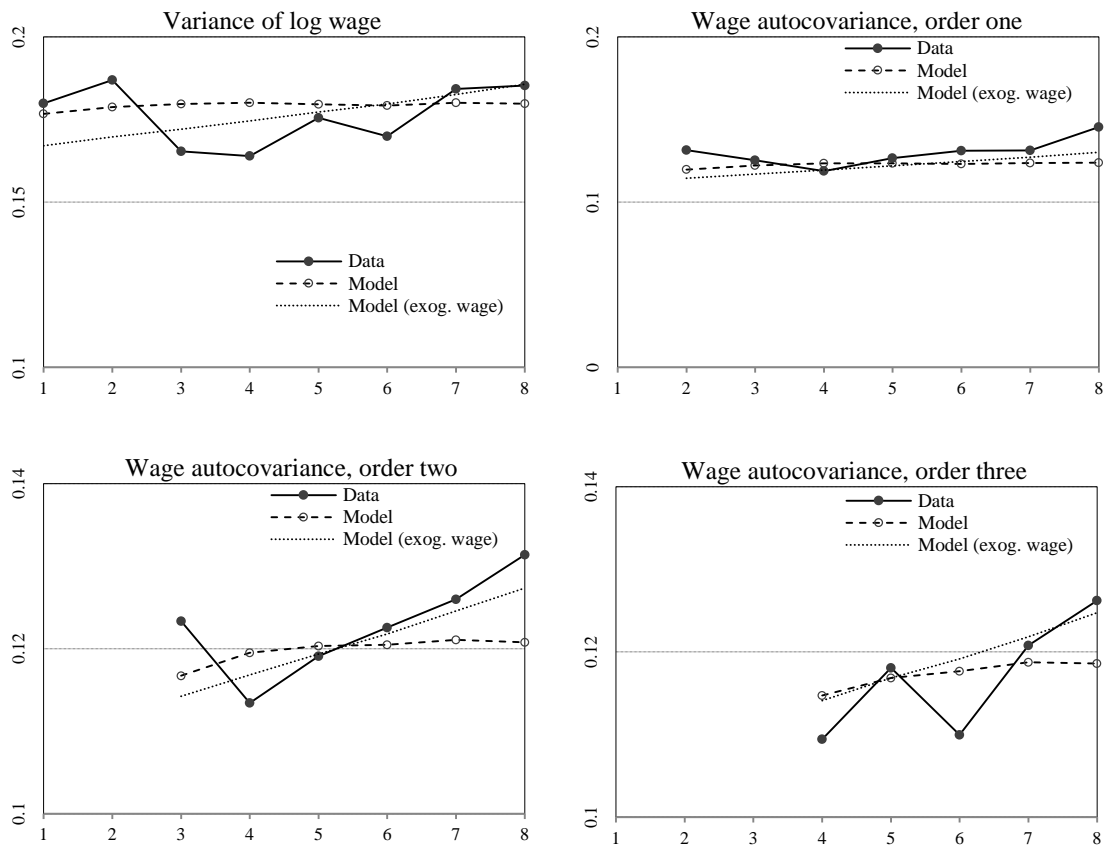 Variance of log wage
0.2
0.15
0.1
Data
Model
Model (exog. wage)
1 2 3 4 5 6 7 8
Wage autocovariance, order one
0.2
0.1
0
Data
Model
Model (exog. wage)
1 2 3 4 5 6 7 8
Wage autocovariance, order two
0.14
0.12
0.1
Data
Model
Model (exog. wage)
1 2 3 4 5 6 7 8
Wage autocovariance, order three
0.14
0.12
0.1
Data
Model
Model (exog. wage)
1 2 3 4 5 6 7 8